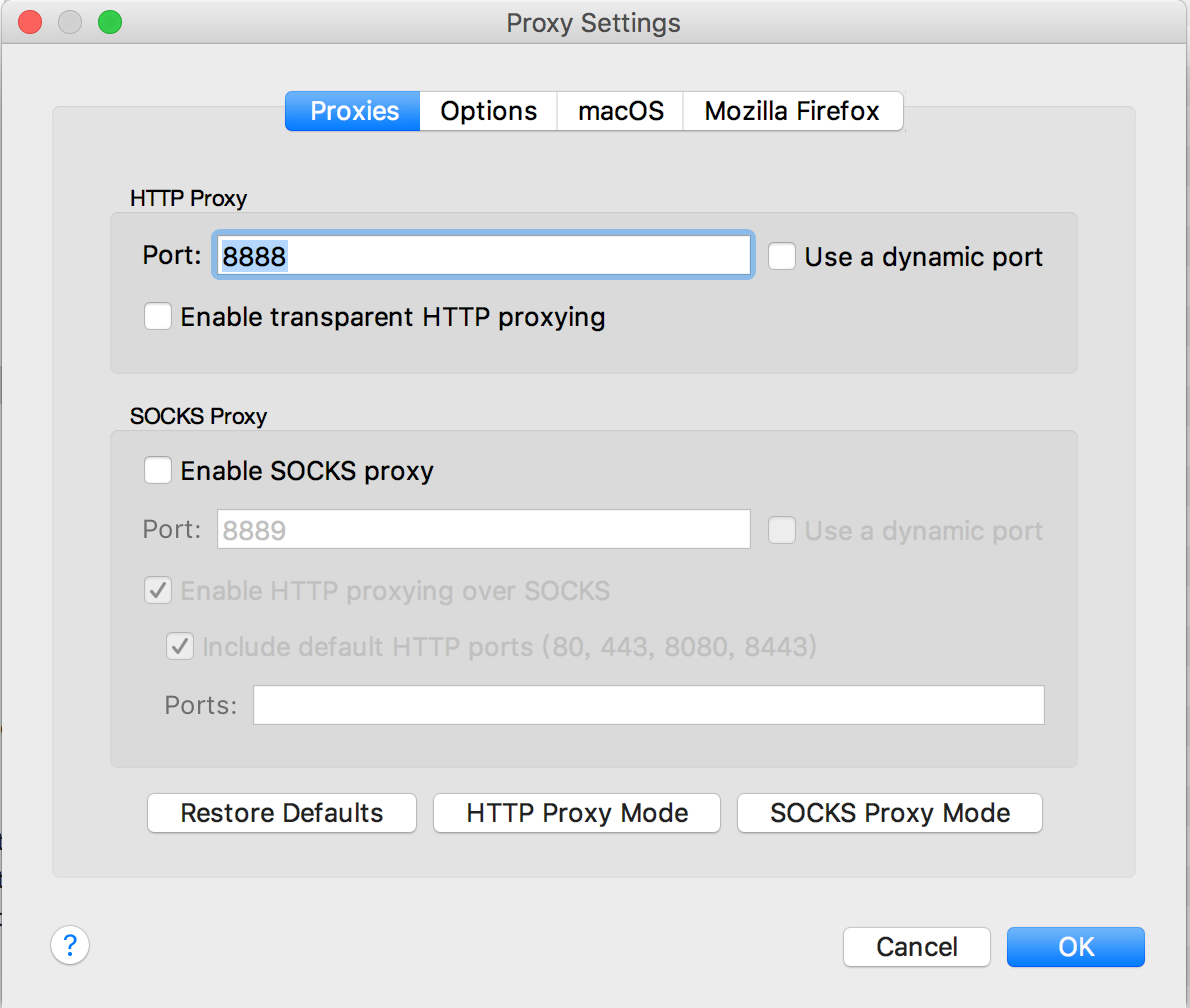 Proxy Settings
Proxies Options macOS Mozilla Firefox
HTTP Proxy
Port: 8888 Use a dynamic port
Enable transparent HTTP proxying
SOCKS Proxy
Enable SOCKS proxy
Port: 8889 Use a dynamic port
Enable HTTP proxying over SOCKS
Include default HTTP ports (80, 443, 8080, 8443)
Ports:
Restore Defaults HTTP Proxy Mode SOCKS Proxy Mode
? Cancel OK